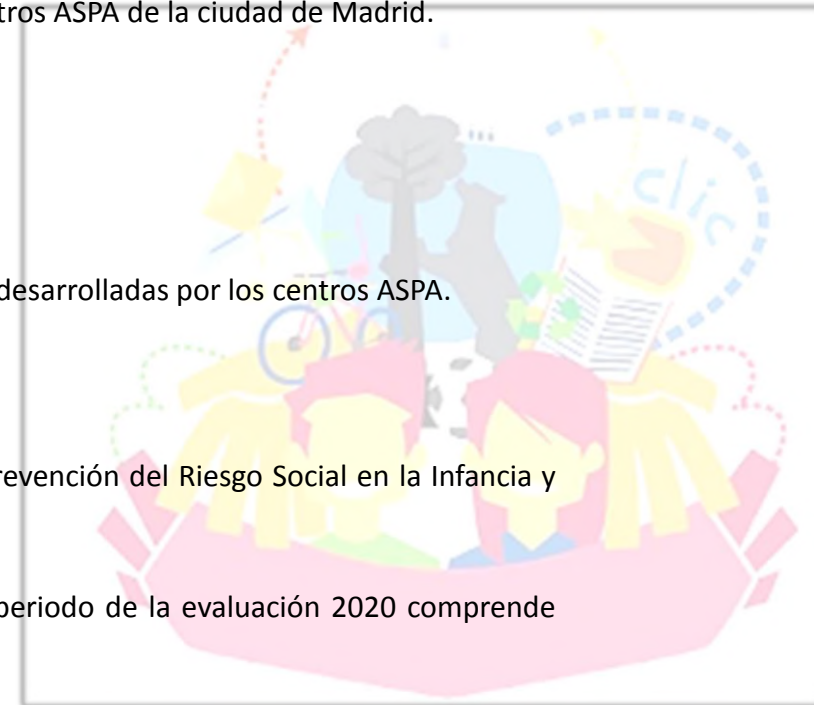 tros ASPA de la ciudad de Madrid.
clic
desarrolladas por los centros ASPA.
revención del Riesgo Social en la Infancia y
periodo de la evaluación 2020 comprende